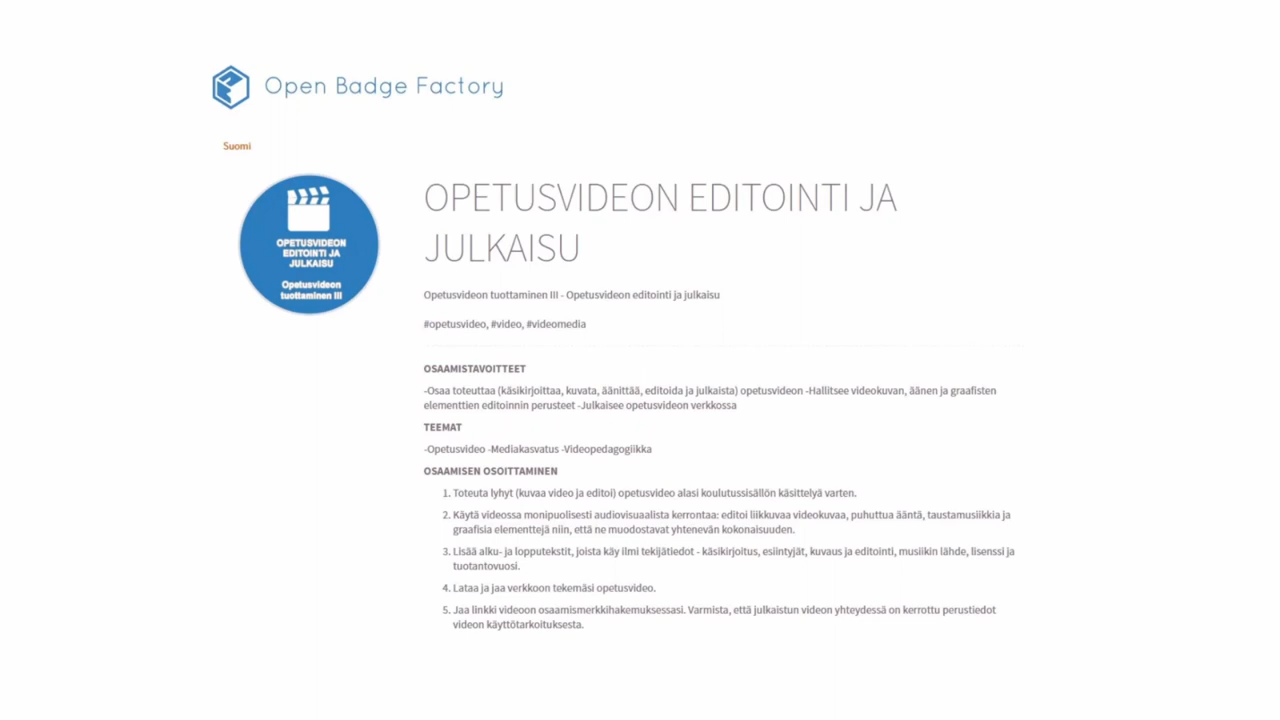 Open Badge Factory
Suomi
OPETUSVIDEON
EDITOINTI JA
JULKAISU
Opetusvideon
tuottaminen III
OPETUSVIDEON EDITOINTI JA
JULKAISU
Opetusvideon tuottaminen III - Opetusvideon editointi ja julkaisu
#opetusvideo, #video, #videomedia
OSAAMISTAVOITTEET
-Osaa toteuttaa (käsikirjoittaa, kuvata, äänittää, editoida ja julkaista) opetusvideon -Hallitsee videokuvan, äänen ja graafisten
elementtien editoinnin perusteet -Julkaisee opetusvideon verkkossa
TEEMAT
-Opetusvideo -Mediakasvatus -Videopedagogiikka
OSAAMISEN OSOITTAMINEN
1. Toteuta lyhyt (kuvaa video ja editoi) opetusvideo alasi koulutussisällön käsittelyä varten.
2. Käytä videossa monipuolisesti audiovisuaalista kerrontaa: editoi liikkuvaa videokuvaa, puhuttua ääntä, taustamusiikkia ja
graafisia elementtejä niin, että ne muodostavat yhtenevän kokonaisuuden.
3. Lisää alku- ja lopputekstit, joista käy ilmi tekijätiedot - käsikirjoitus, esiintyjät, kuvaus ja editointi, musiikin lähde, lisenssi ja
tuotantovuosi.
4. Lataa ja jaa verkkoon tekemäsi opetusvideo.
5. Jaa linkki videoon osaamismerkkihakemuksessasi. Varmista, että julkaistun videon yhteydessä on kerrottu perustiedot
videon käyttötarkoituksesta.